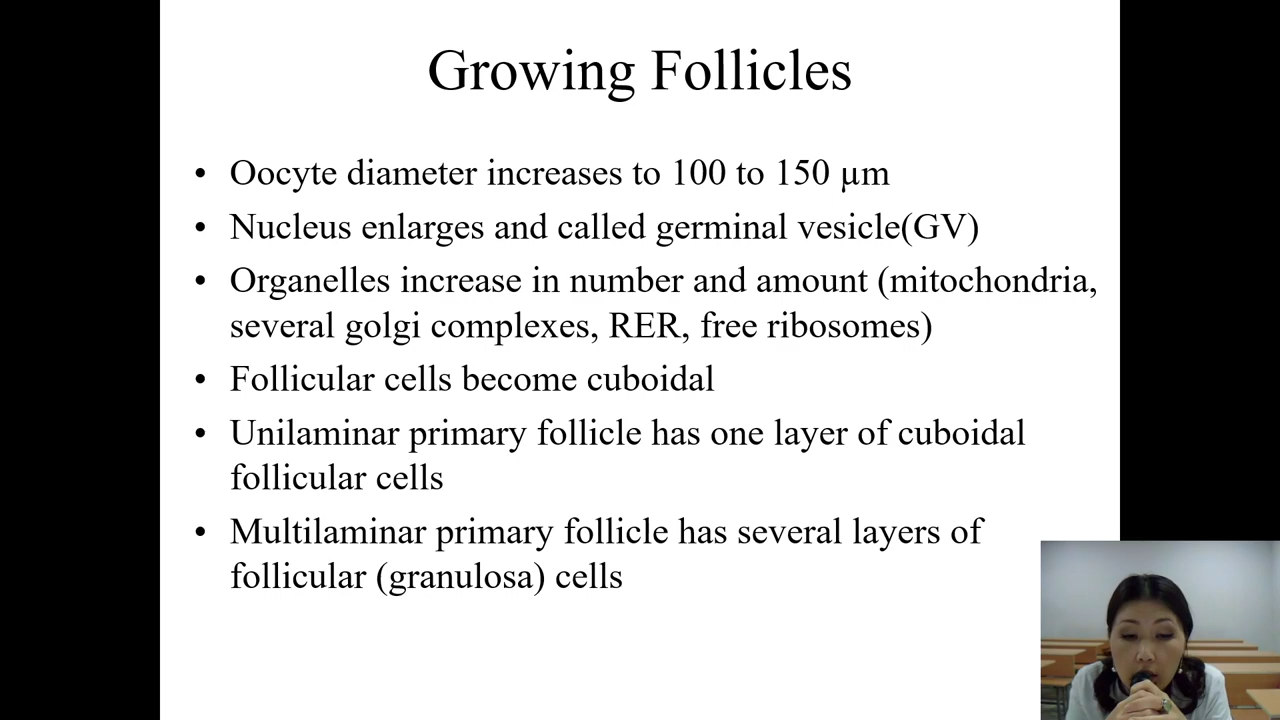 Growing Follicles
• Oocyte diameter increases to 100 to 150 µm
• Nucleus enlarges and called germinal vesicle(GV)
• Organelles increase in number and amount (mitochondria,
several golgi complexes, RER, free ribosomes)
• Follicular cells become cuboidal
• Unilaminar primary follicle has one layer of cuboidal
follicular cells
• Multilaminar primary follicle has several layers of
follicular (granulosa) cells